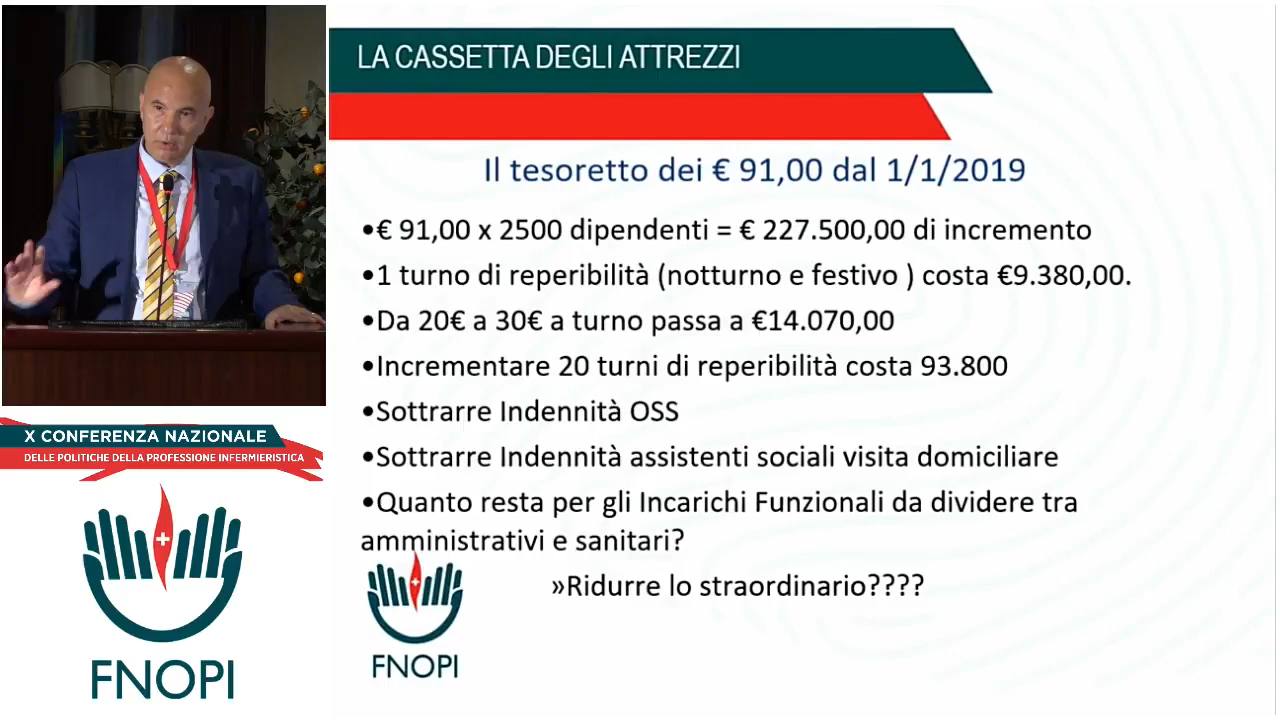 LA CASSETTA DEGLI ATTREZZI
Il tesoretto dei € 91,00 dal 1/1/2019
•€ 91,00 x 2500 dipendenti = € 227.500,00 di incremento
•1 turno di reperibilità (notturno e festivo ) costa €9.380,00.
•Da 20€ a 30€ a turno passa a €14.070,00
•Incrementare 20 turni di reperibilità costa 93.800
•Sottrarre Indennità OSS
•Sottrarre Indennità assistenti sociali visita domiciliare
•Quanto resta per gli Incarichi Funzionali da dividere tra
amministrativi e sanitari?
»Ridurre lo straordinario????
FNOPI
X CONFERENZA NAZIONALE
DELLE POLITICHE DELLA PROFESSIONE INFERMIERISTICA
FNOPI